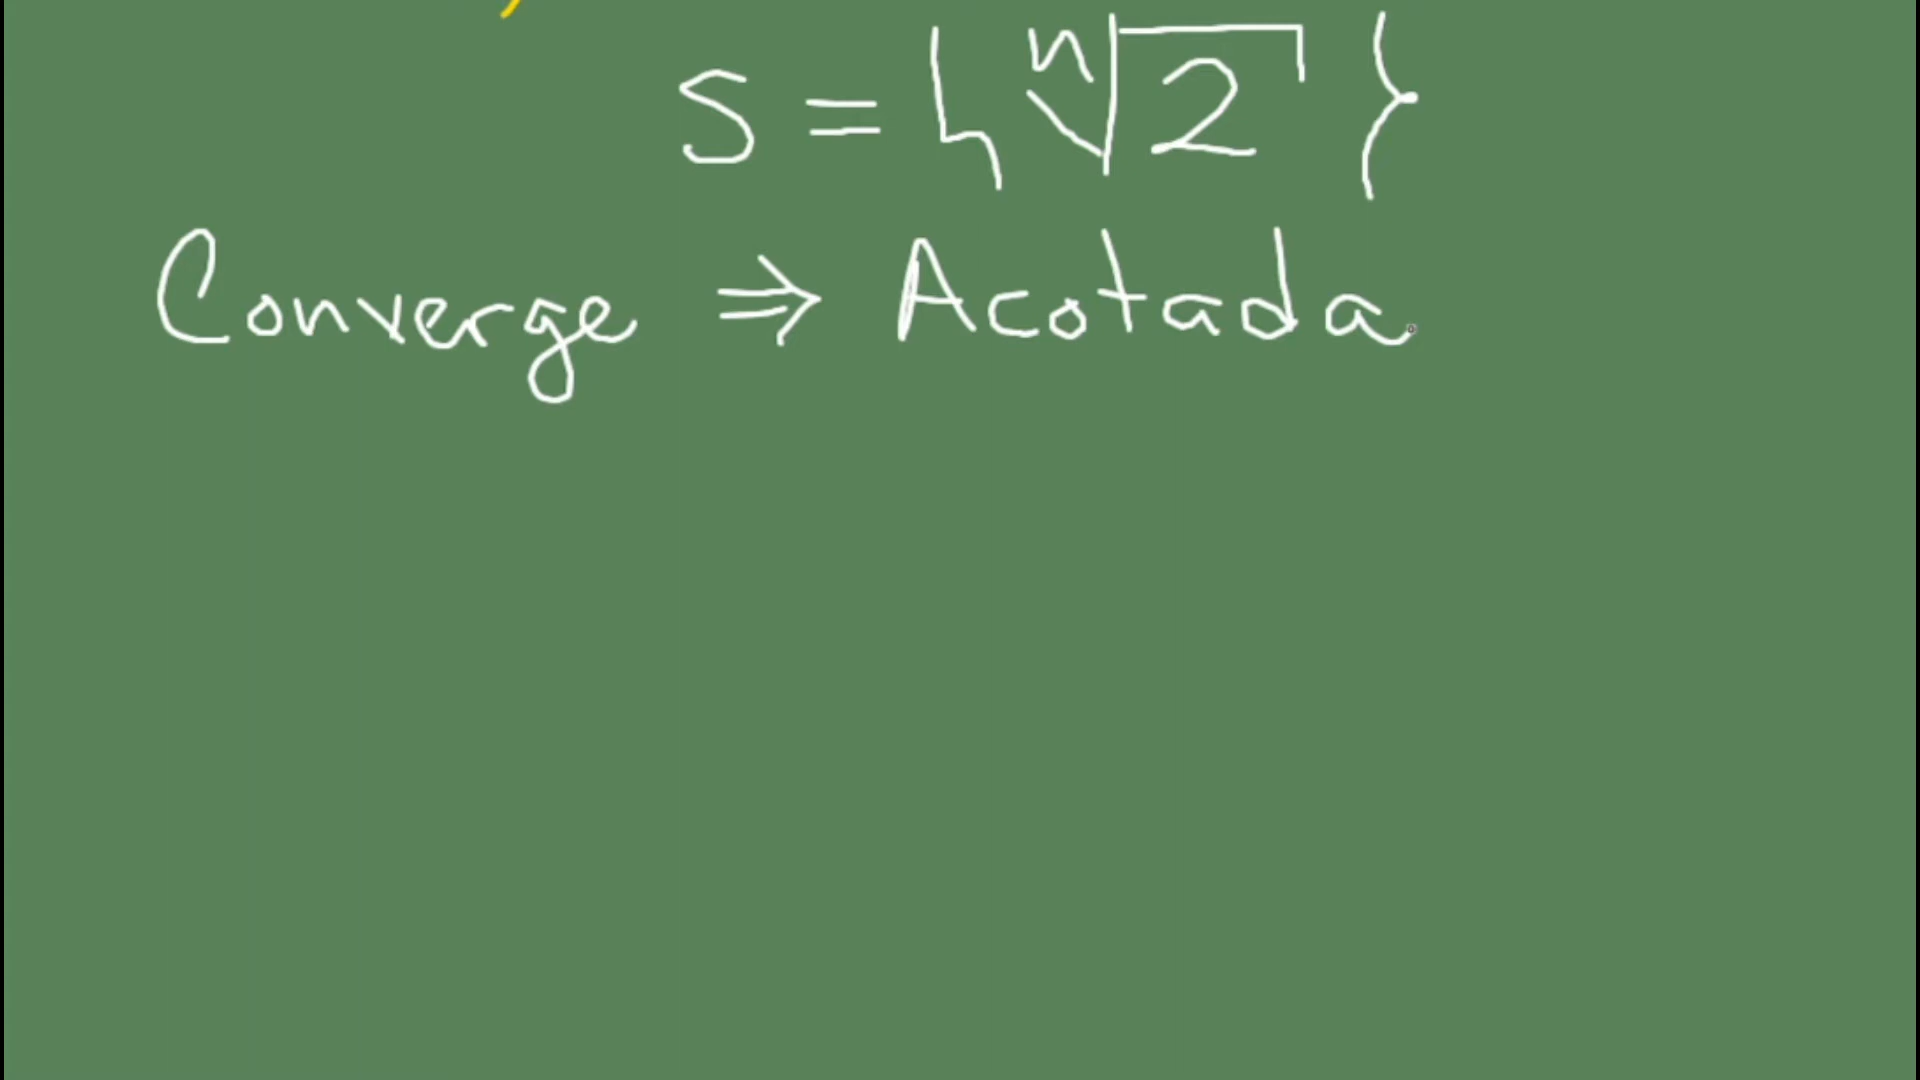 S = { ⁿ√2 }
Converge ⇒ Acotada